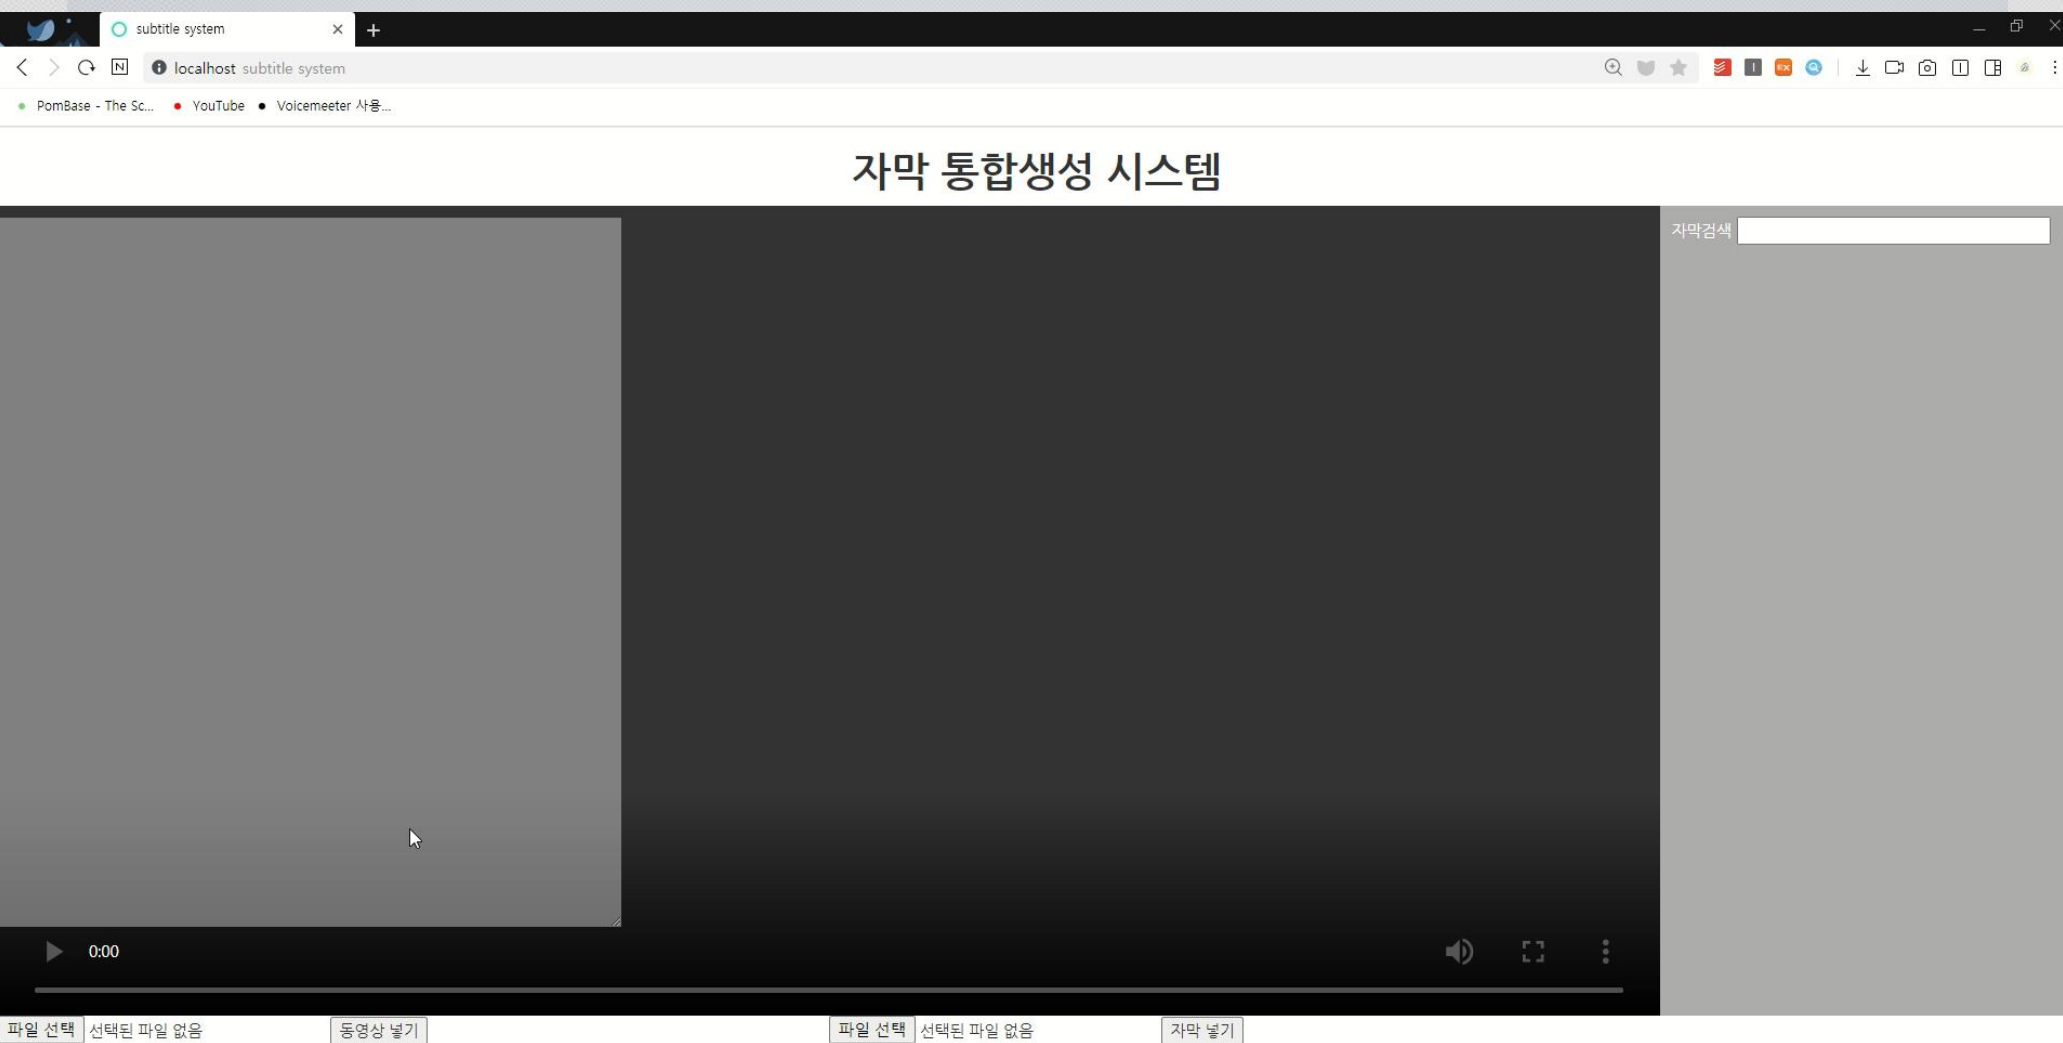 subtitle system
N localhost subtitle system
PomBase - The Sc... YouTube Voicemeeter 사용...
자막 통합생성 시스템
자막검색
0:00
파일 선택 선택된 파일 없음 동영상 넣기 파일 선택 선택된 파일 없음 자막 넣기